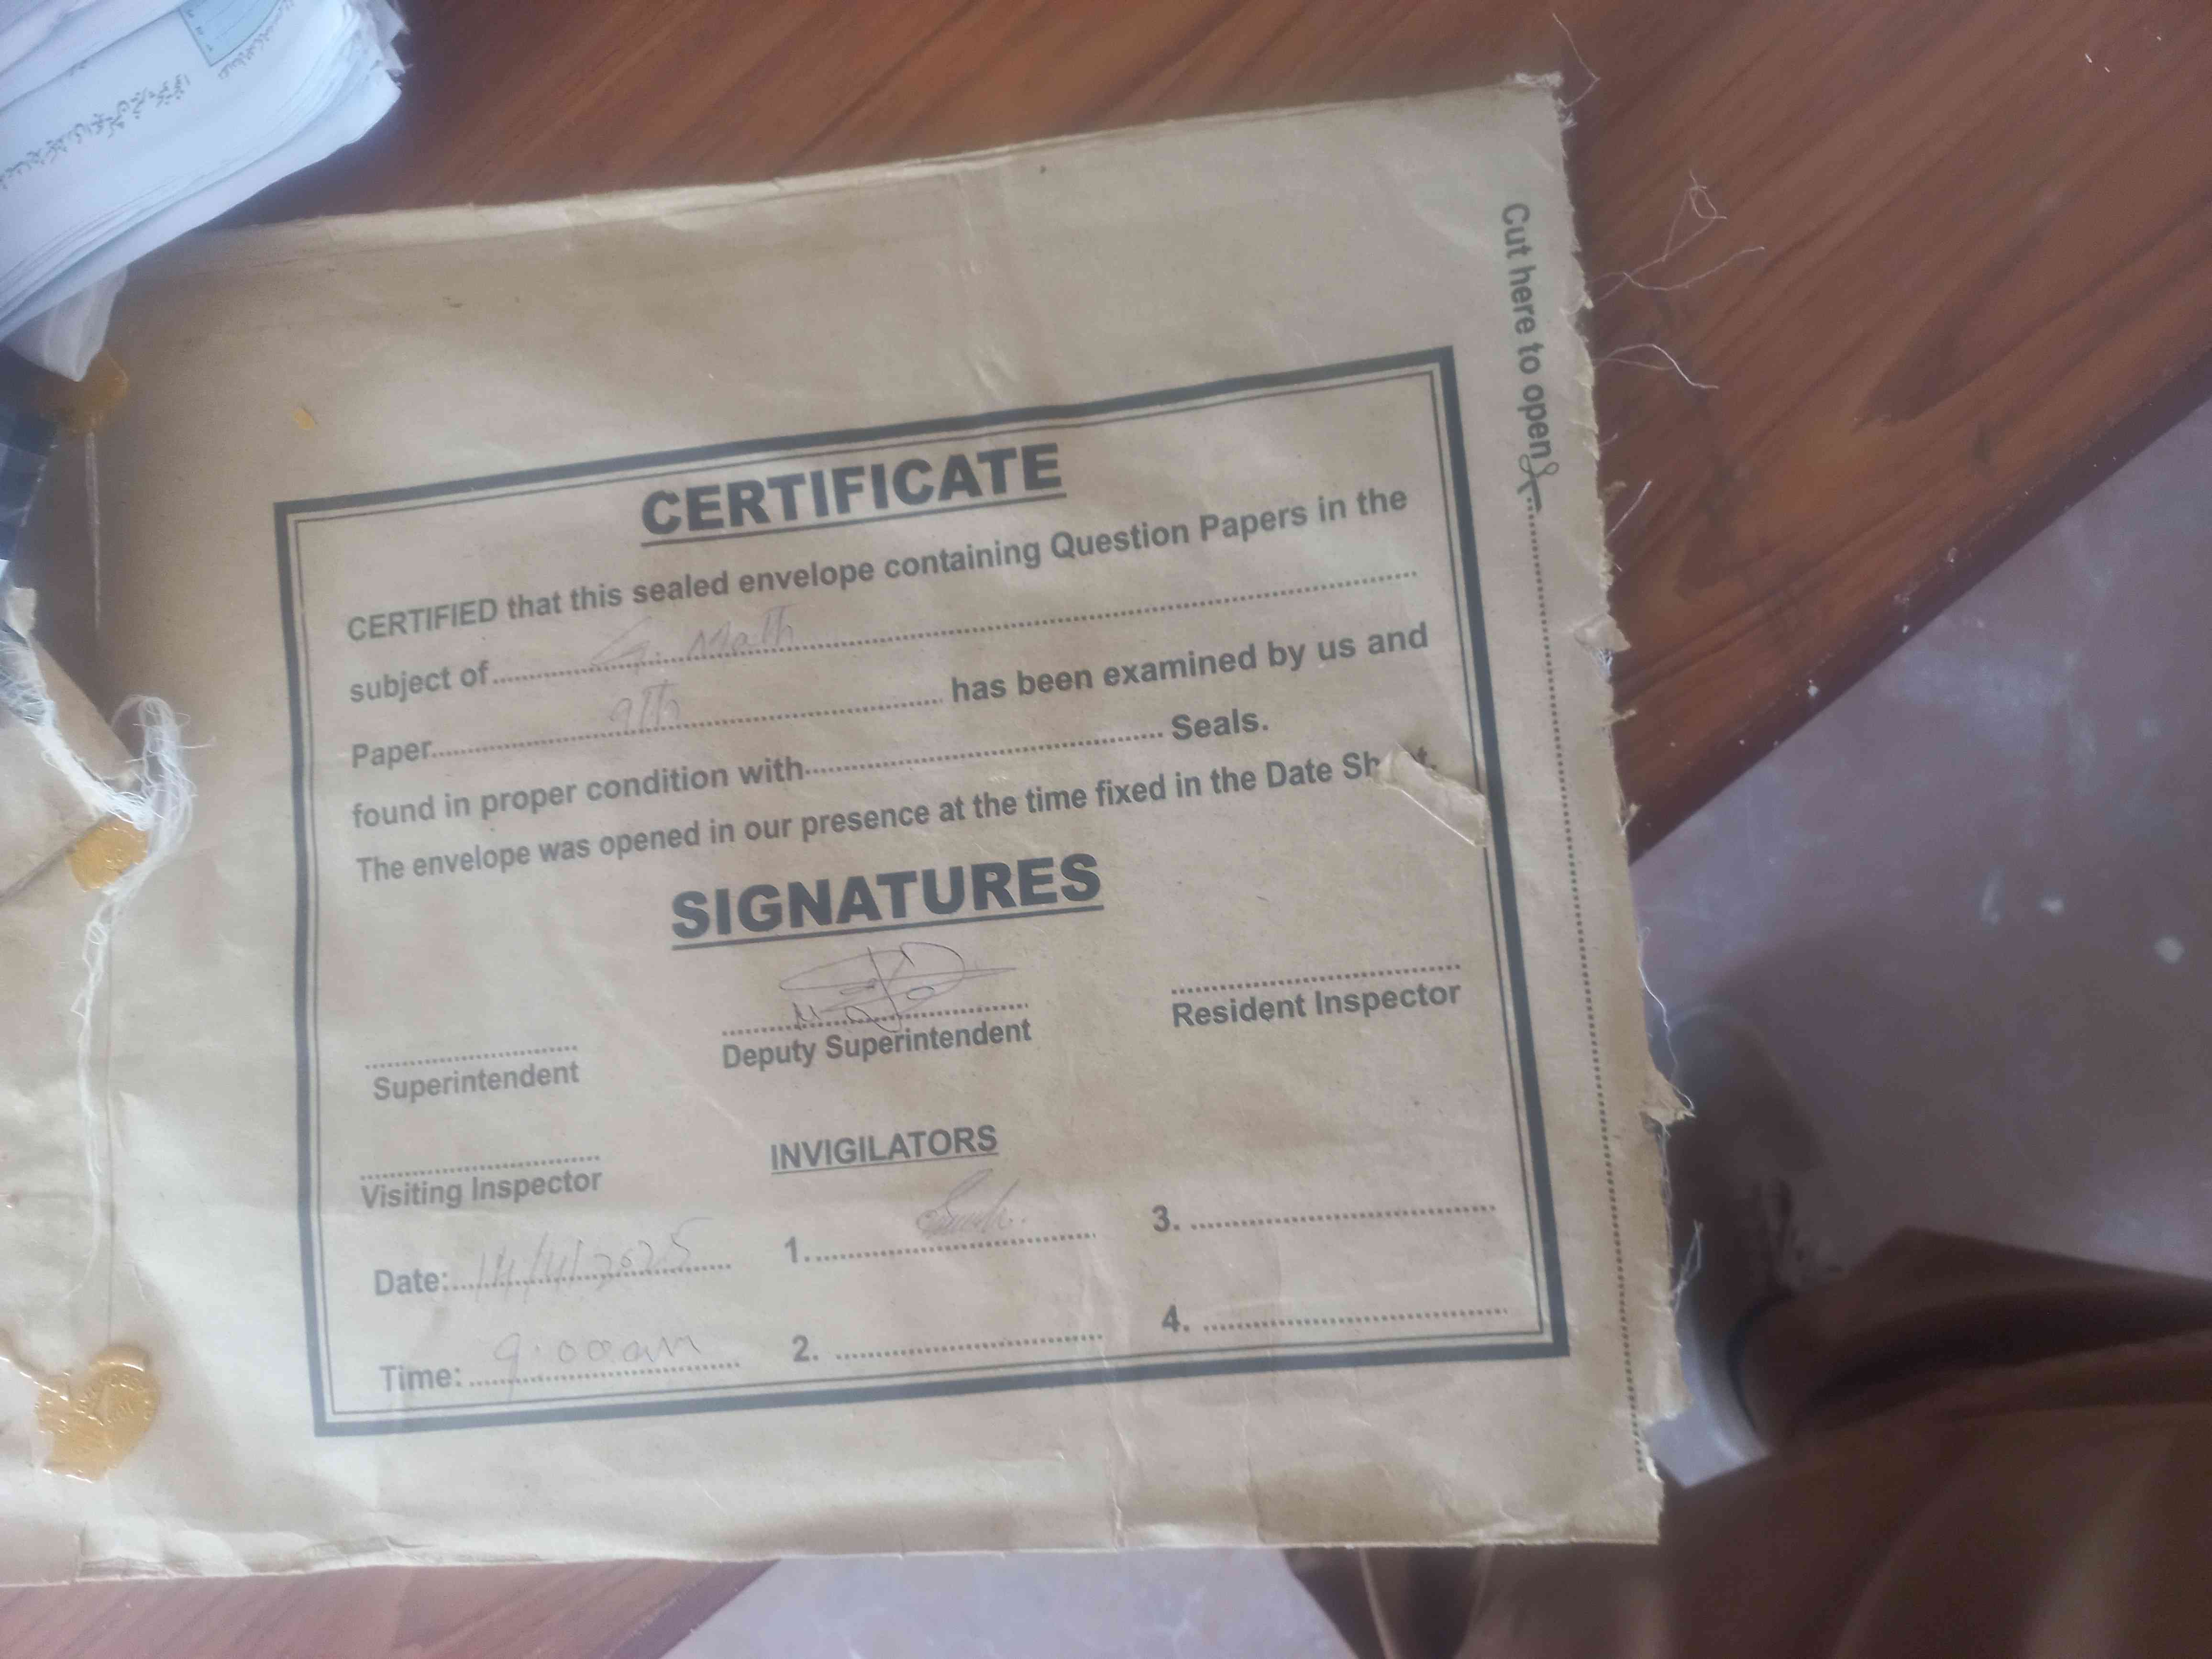 Cut here to open
CERTIFICATE
CERTIFIED that this sealed envelope containing Question Papers in the
subject of G. Math
Paper 9th has been examined by us and
found in proper condition with Seals.
The envelope was opened in our presence at the time fixed in the Date
SIGNATURES
Superintendent
Deputy Superintendent
Resident Inspector
Visiting Inspector
INVIGILATORS
Date: 14/4/2025
1.
3.
Time: 9:00am
2.
4.